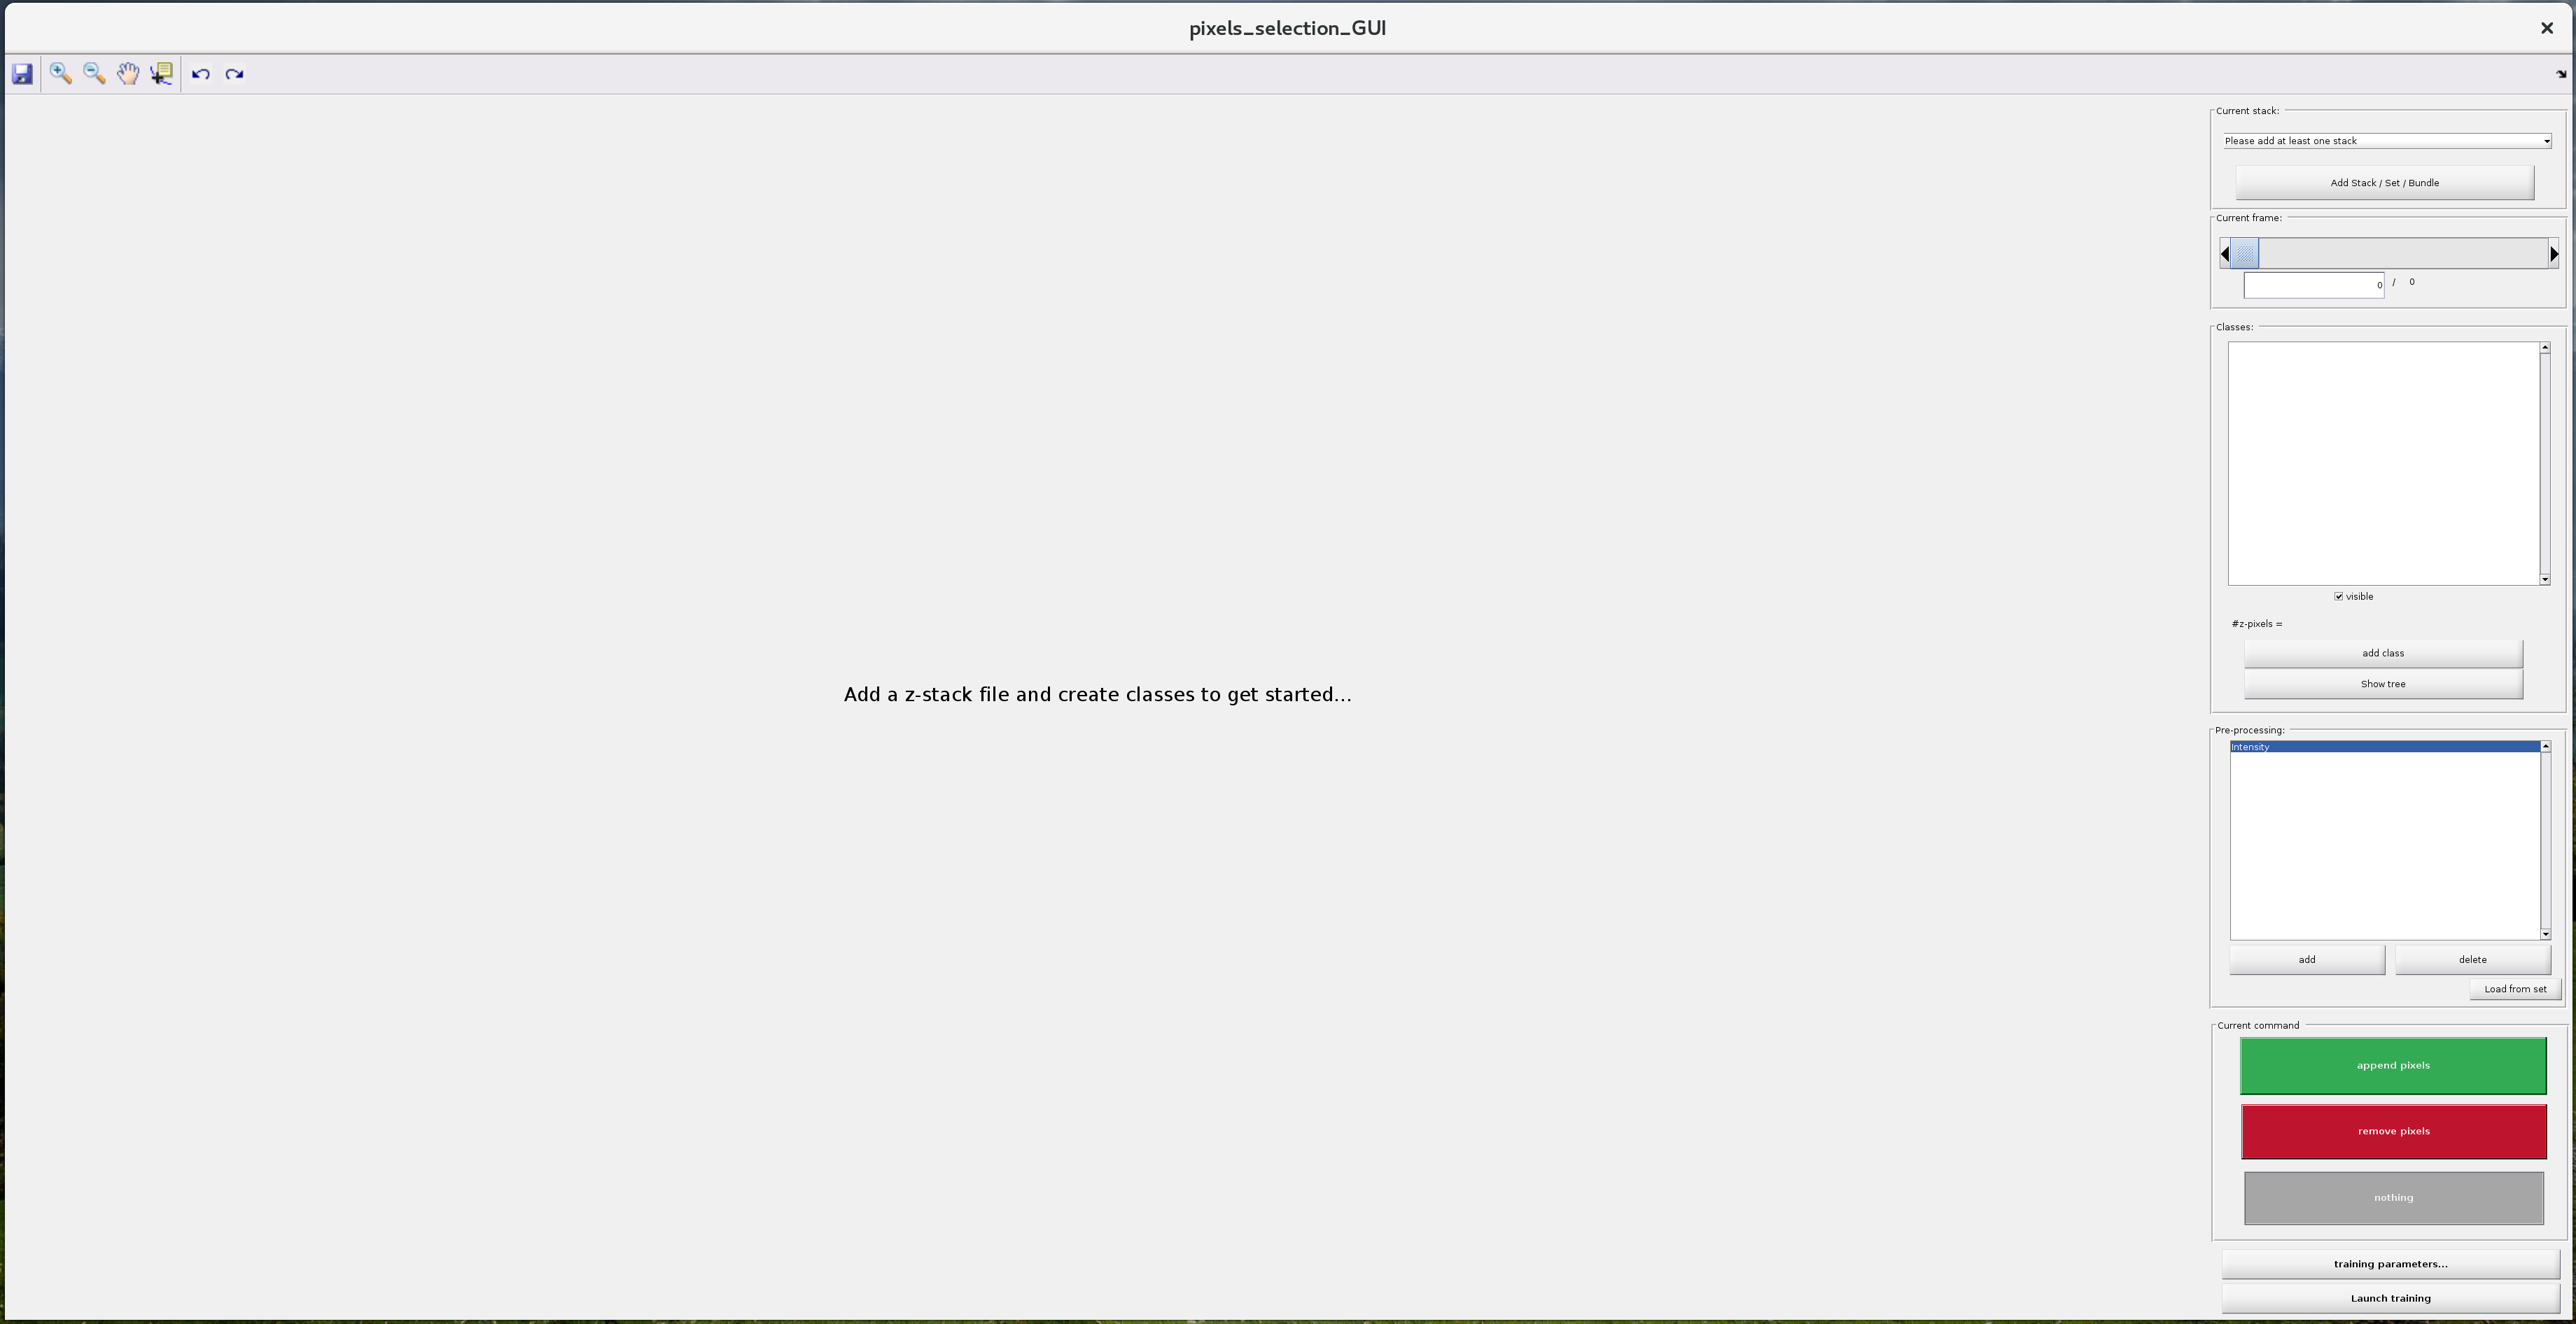 pixels_selection_GUI
Current stack:
Please add at least one stack
Add Stack / Set / Bundle
Current frame:
0 / 0
Classes:
visible
#z-pixels =
add class
Show tree
Add a z-stack file and create classes to get started...
Pre-processing:
Intensity
add delete
Load from set
Current command
append pixels
remove pixels
nothing
training parameters...
Launch training